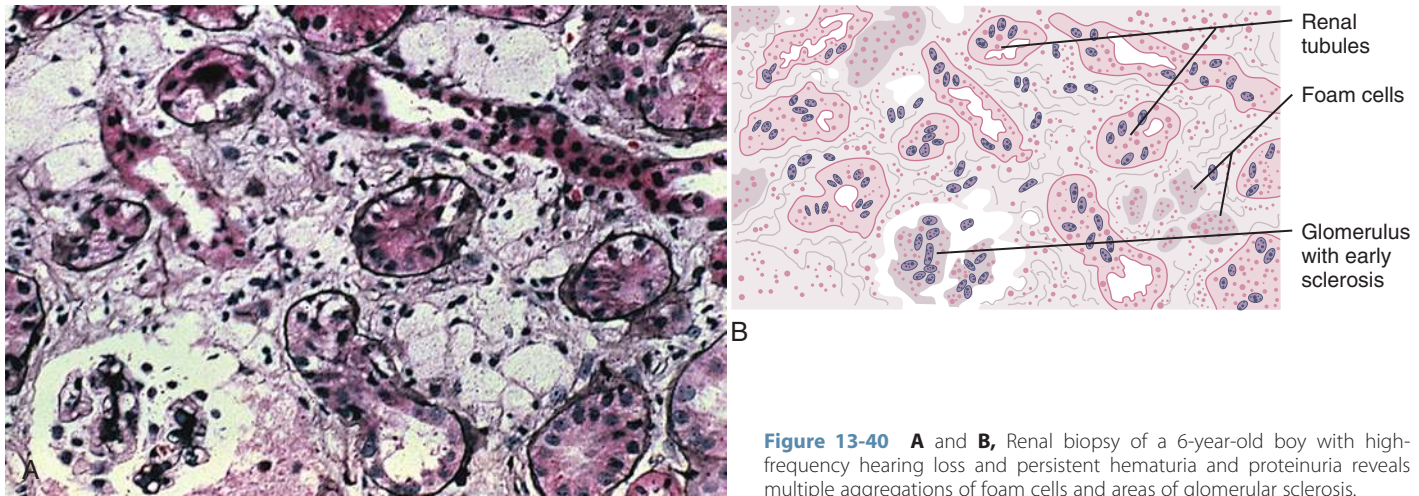 Renal
tubules
Foam cells
Glomerulus
with early
sclerosis
A
B
Figure 13-40 A and B, Renal biopsy of a 6-year-old boy with high-
frequency hearing loss and persistent hematuria and proteinuria reveals
multiple aggregations of foam cells and areas of glomerular sclerosis.